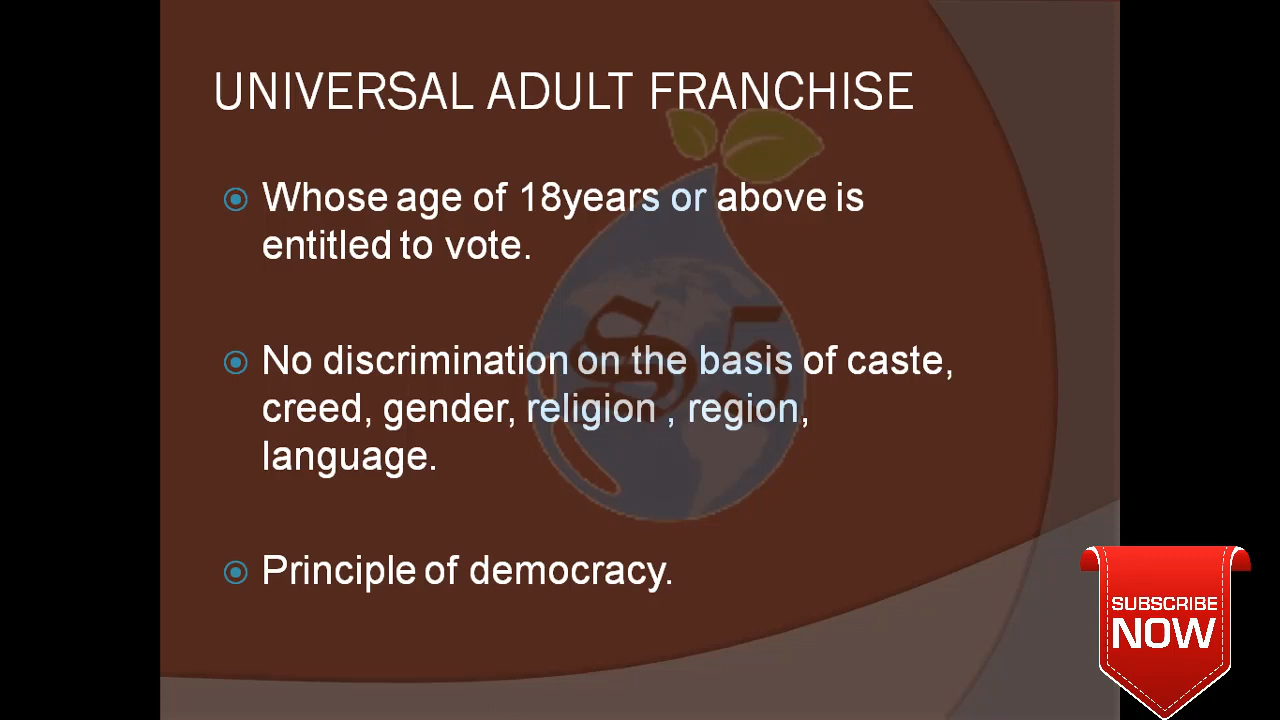 UNIVERSAL ADULT FRANCHISE
Whose age of 18years or above is
entitled to vote.
No discrimination on the basis of caste,
creed, gender, religion , region,
language.
Principle of democracy.
S5
SUBSCRIBE
NOW